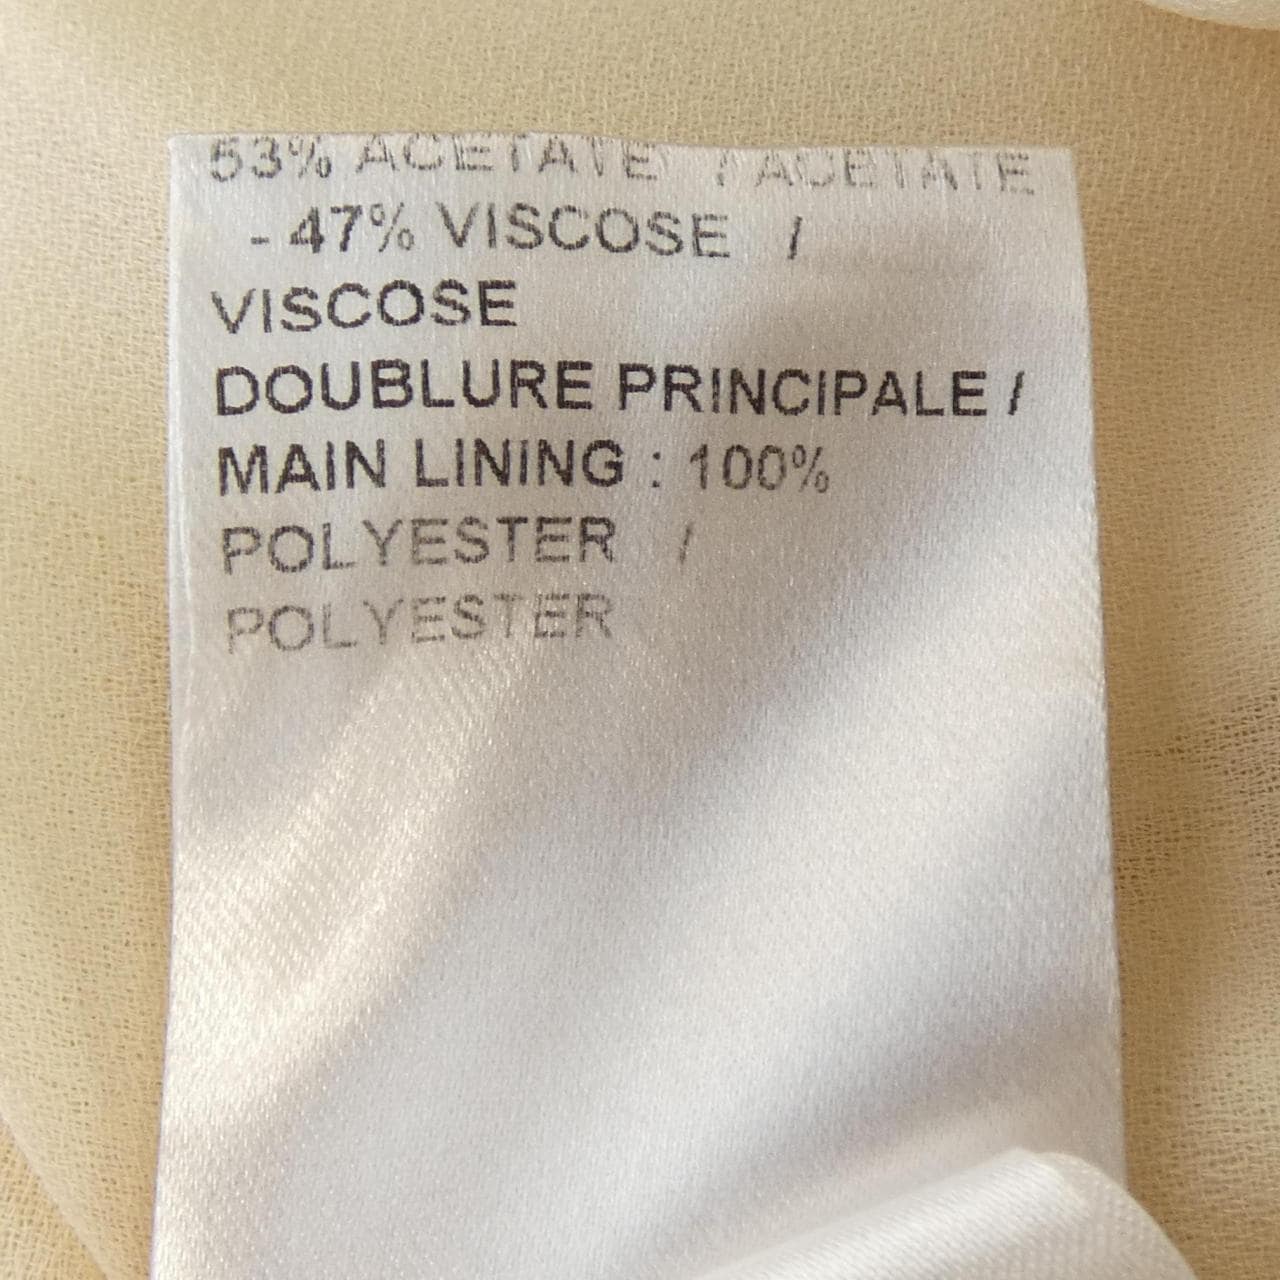 53% ACETATE / ACETATE
- 47% VISCOSE /
VISCOSE
DOUBLURE PRINCIPALE /
MAIN LINING : 100%
POLYESTER /
POLYESTER